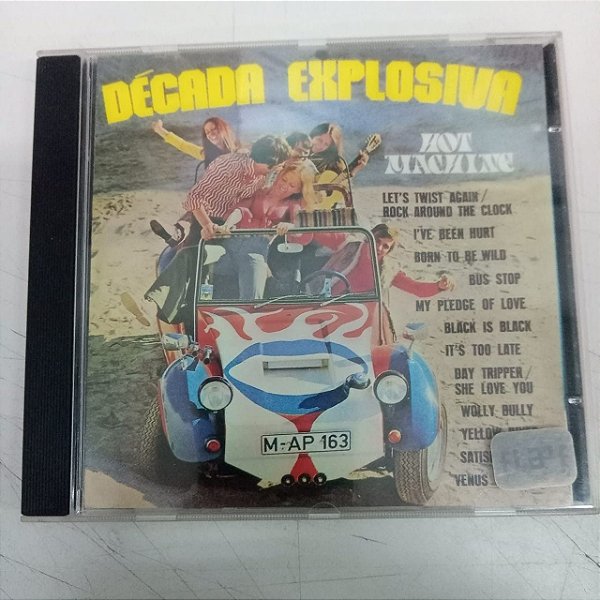 DÉCADA EXPLOSIVA
HOT
MACHINE
LET'S TWIST AGAIN/
ROCK AROUND THE CLOCK
I'VE BEEN HURT
BORN TO BE WILD
BUS STOP
MY PLEDGE OF LOVE
BLACK IS BLACK
IT'S TOO LATE
DAY TRIPPER/
SHE LOVE YOU
WOLLY BULLY
YELLOW
VENUS
M-AP 163